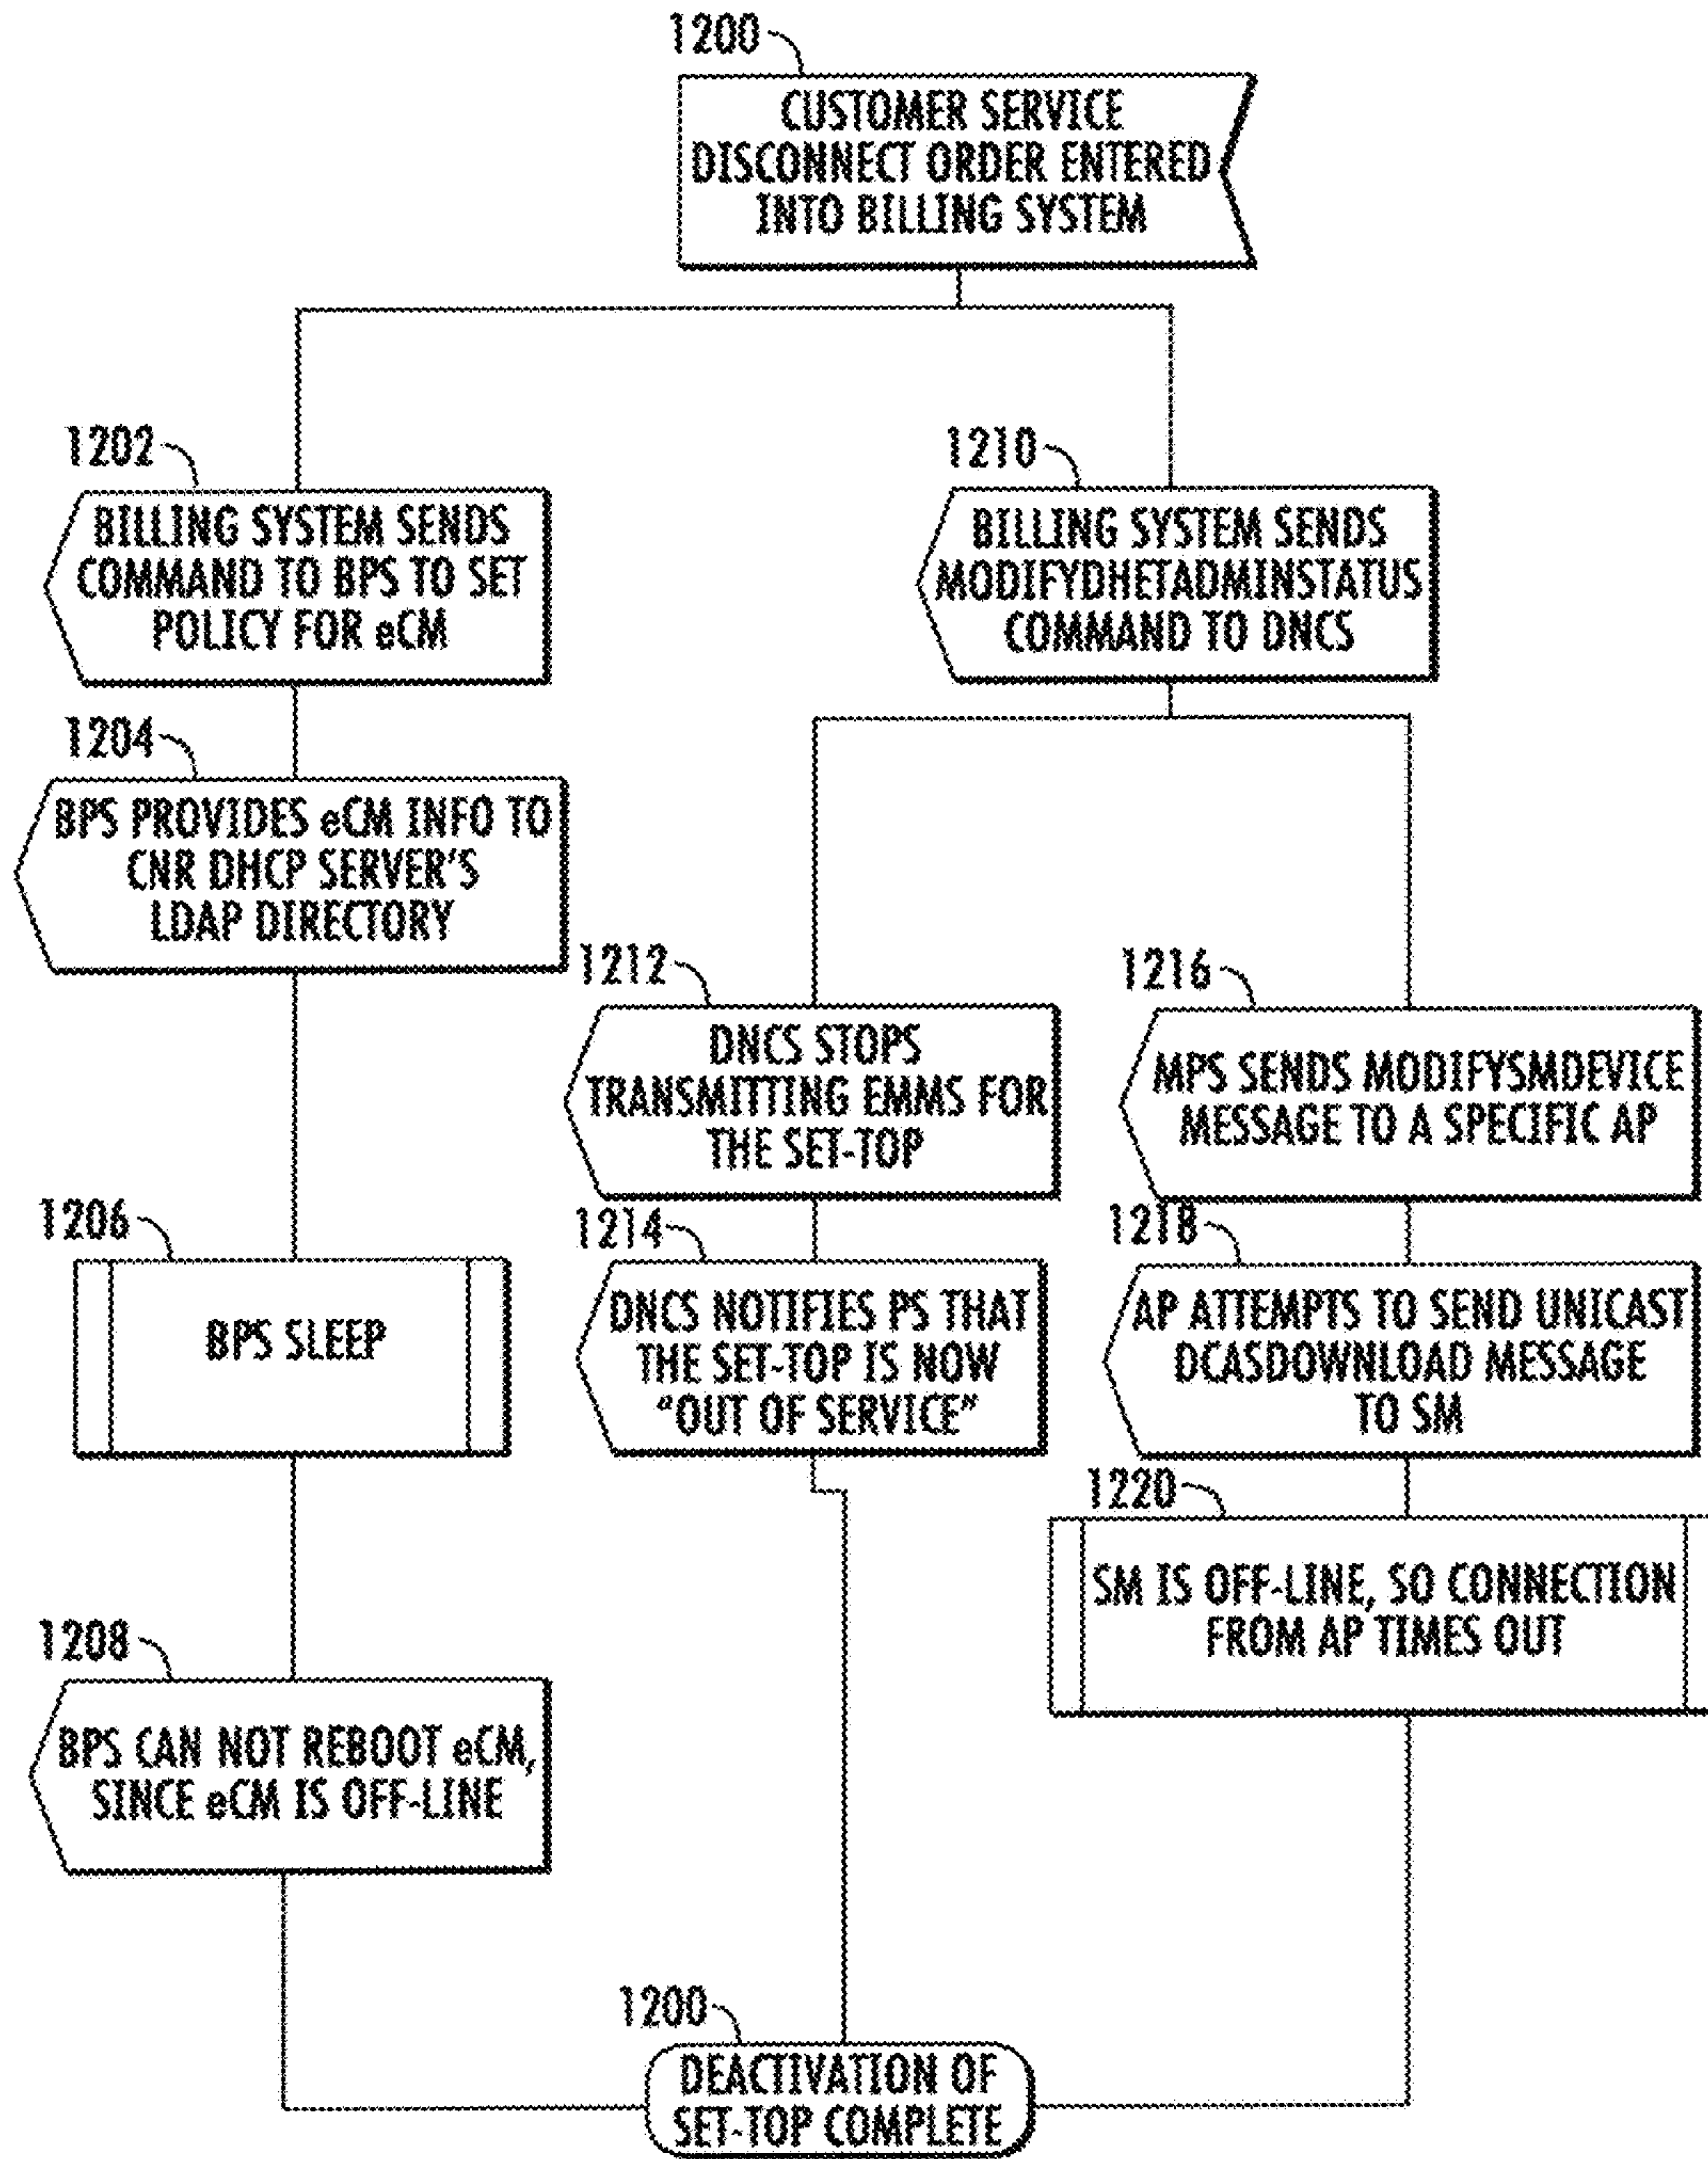 1200
CUSTOMER SERVICE
DISCONNECT ORDER ENTERED
INTO BILLING SYSTEM
1202
BILLING SYSTEM SENDS
COMMAND TO BPS TO SET
POLICY FOR eCM
1204
BPS PROVIDES eCM INFO TO
CNR DHCP SERVER'S
LDAP DIRECTORY
1206
BPS SLEEP
1208
BPS CAN NOT REBOOT eCM,
SINCE eCM IS OFF-LINE
1210
BILLING SYSTEM SENDS
MODIFYDHETADMINSTATUS
COMMAND TO DNCS
1212
DNCS STOPS
TRANSMITTING EMMS FOR
THE SET-TOP
1214
DNCS NOTIFIES PS THAT
THE SET-TOP IS NOW
"OUT OF SERVICE"
1216
MPS SENDS MODIFYSMDEVICE
MESSAGE TO A SPECIFIC AP
1218
AP ATTEMPTS TO SEND UNICAST
DCASDOWNLOAD MESSAGE
TO SM
1220
SM IS OFF-LINE, SO CONNECTION
FROM AP TIMES OUT
1200
DEACTIVATION OF
SET-TOP COMPLETE